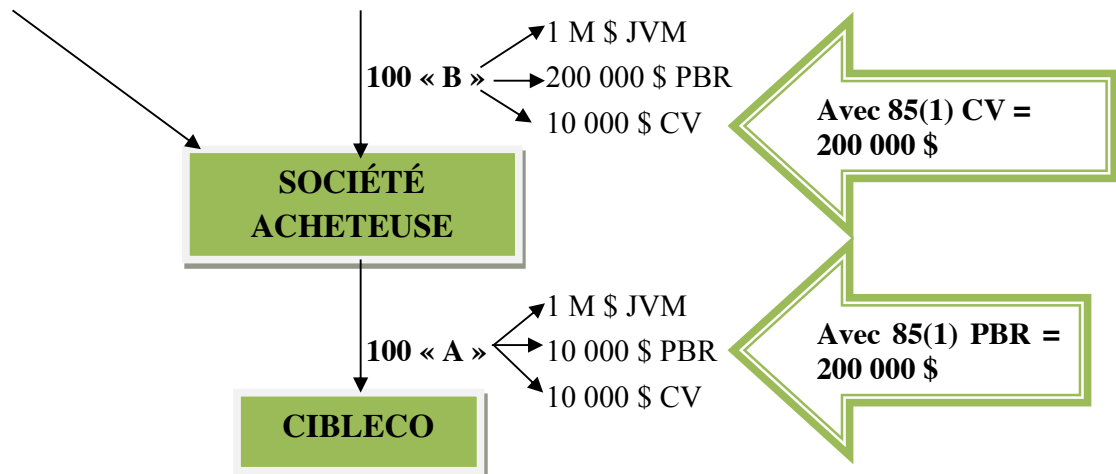 1 M $ JVM
100 « B »
200 000 $ PBR
10 000 $ CV
Avec 85(1) CV =
200 000 $
SOCIÉTÉ
ACHETEUSE
1 M $ JVM
100 « A »
10 000 $ PBR
10 000 $ CV
Avec 85(1) PBR =
200 000 $
CIBLECO